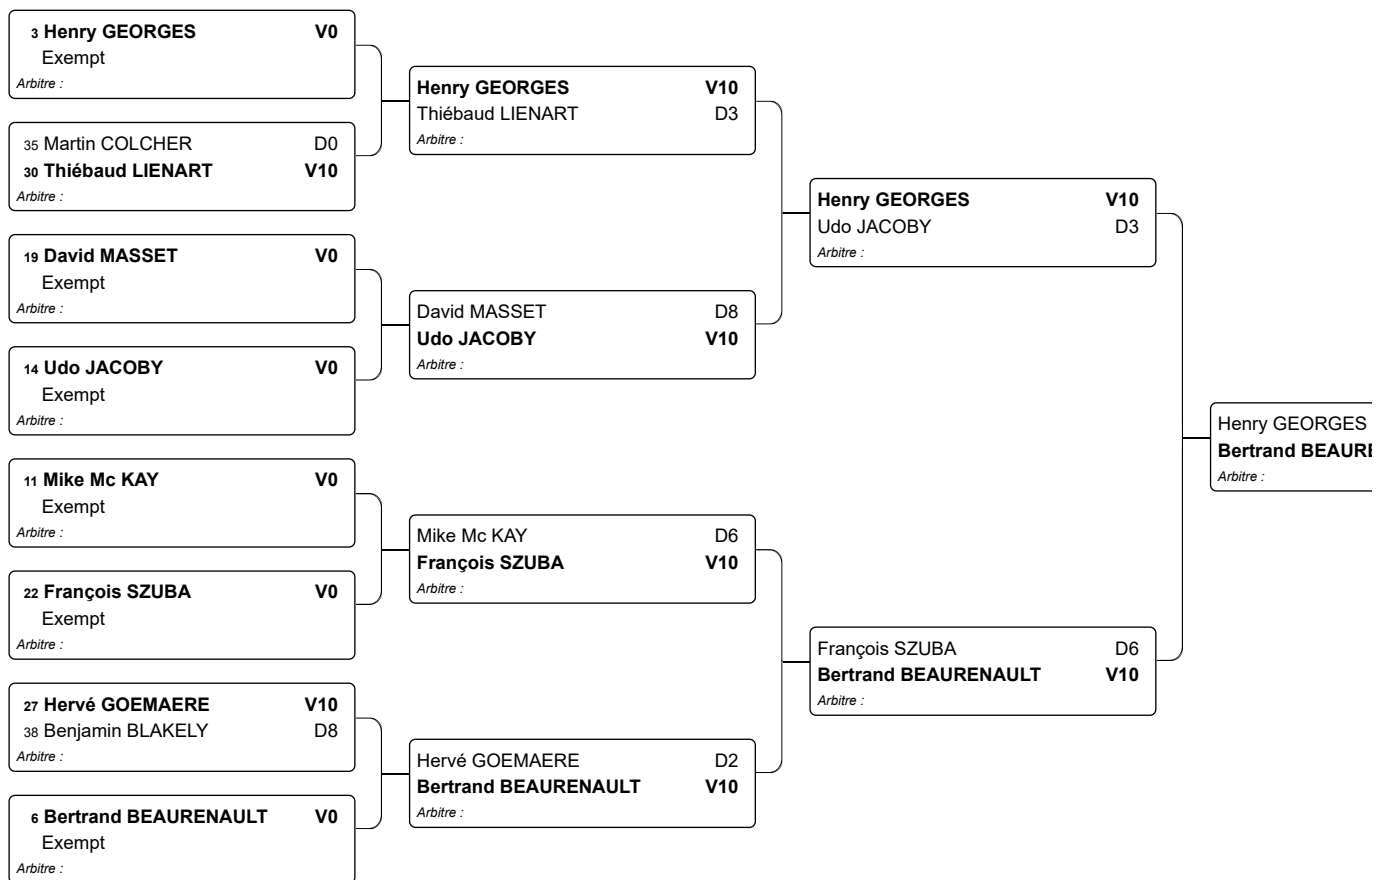 3 Henry GEORGES V0
Exempt
Arbitre :
35 Martin COLCHER D0
30 Thiébaud LIENART V10
Arbitre :
19 David MASSET V0
Exempt
Arbitre :
14 Udo JACOBY V0
Exempt
Arbitre :
11 Mike Mc KAY V0
Exempt
Arbitre :
22 François SZUBA V0
Exempt
Arbitre :
27 Hervé GOEMAERE V10
38 Benjamin BLAKELY D8
Arbitre :
6 Bertrand BEAURENAULT V0
Exempt
Arbitre :
Henry GEORGES V10
Thiébaud LIENART D3
Arbitre :
David MASSET D8
Udo JACOBY V10
Arbitre :
Mike Mc KAY D6
François SZUBA V10
Arbitre :
Hervé GOEMAERE D2
Bertrand BEAURENAULT V10
Arbitre :
Henry GEORGES V10
Udo JACOBY D3
Arbitre :
François SZUBA D6
Bertrand BEAURENAULT V10
Arbitre :
Henry GEORGES
Bertrand
Arbitre :